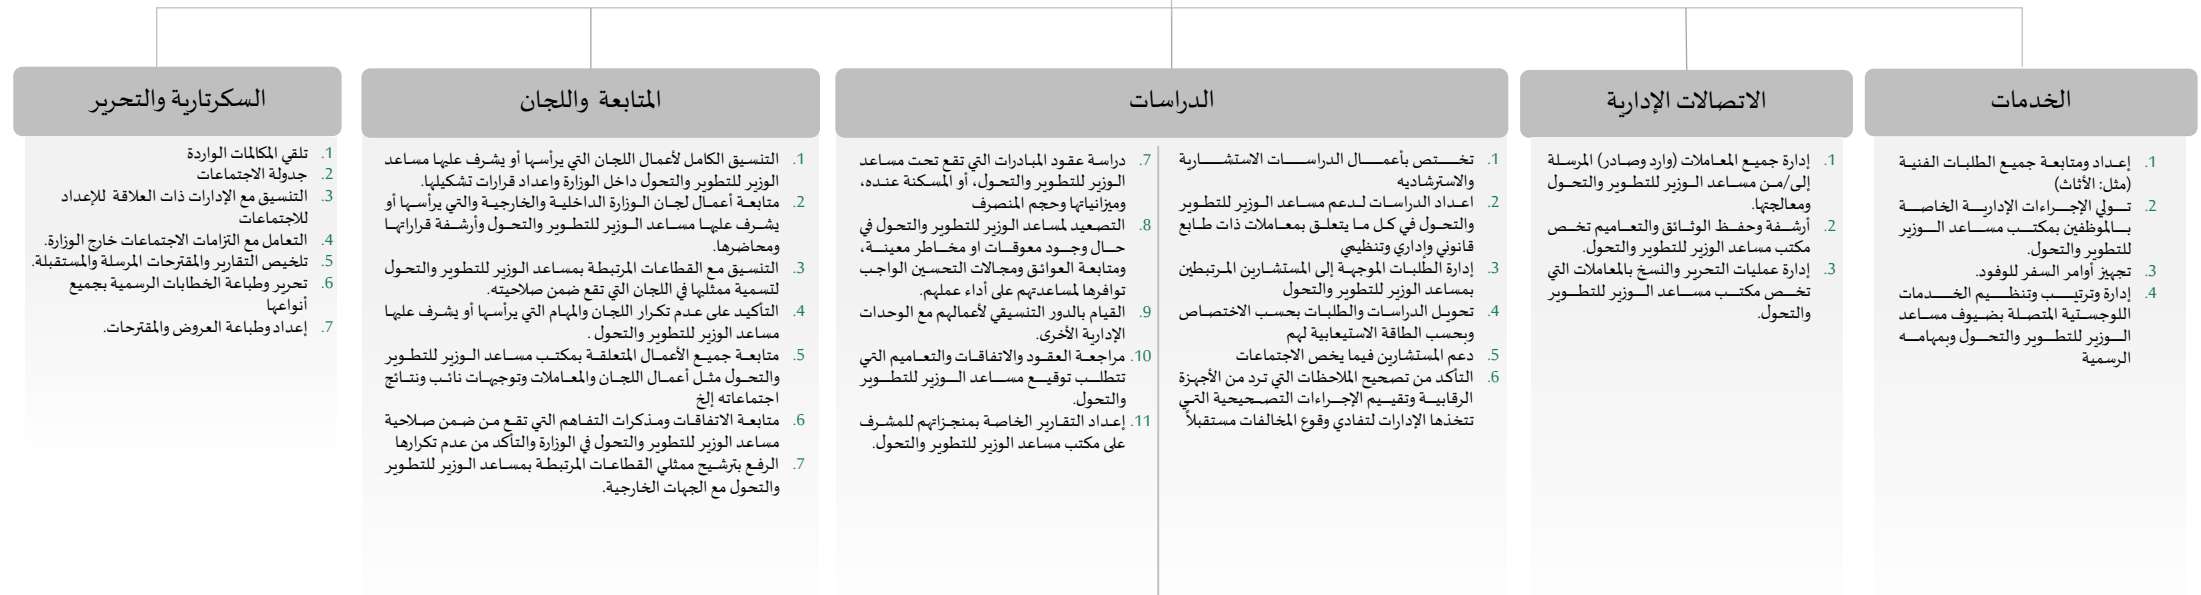 الخدمات
1. إعداد ومتابعة جميع الطلبات الفنية
(مثل: الأثاث)
2. تولي الإجراءات الإدارية الخاصة
بالموظفين بمكتب مساعد الوزير
للتطوير والتحول.
3. تجهيز أوامر السفر للوفود.
4. إدارة وترتيب وتنظيم الخدمات
اللوجستية المتصلة بضيوف مساعد
الوزير للتطوير والتحول وبمهامه
الرسمية
الاتصالات الإدارية
1. إدارة جميع المعاملات (وارد وصادر) المرسلة
إلى/من مساعد الوزير للتطوير والتحول
ومعالجتها.
2. أرشفة وحفظ الوثائق والتعاميم تخص
مكتب مساعد الوزير للتطوير والتحول.
3. إدارة عمليات التحرير والنسخ بالمعاملات التي
تخص مكتب مساعد الوزير للتطوير
والتحول.
الدراسات
1. تختص بأعمال الدراسات الاستشارية
والاسترشاديه
2. اعداد الدراسات لدعم مساعد الوزير للتطوير
والتحول في كل ما يتعلق بمعاملات ذات طابع
قانوني وإداري وتنظيمي
3. إدارة الطلبات الموجهة إلى المستشارين المرتبطين
بمساعد الوزير للتطوير والتحول
4. تحويل الدراسات والطلبات بحسب الاختصاص
وبحسب الطاقة الاستيعابية لهم
5. دعم المستشارين فيما يخص الاجتماعات
6. التأكد من تصحيح الملاحظات التي ترد من الأجهزة
الرقابية وتقييم الإجراءات التصحيحية التي
تتخذها الإدارات لتفادي وقوع المخالفات مستقبلاً
7. دراسة عقود المبادرات التي تقع تحت مساعد
الوزير للتطوير والتحول، أو المسكنة عنده،
وميزانياتها وحجم المنصرف
8. التصعيد لمساعد الوزير للتطوير والتحول في
حال وجود معوقات او مخاطر معينة،
ومتابعة العوائق ومجالات التحسين الواجب
توافرها لمساعدتهم على أداء عملهم.
9. القيام بالدور التنسيقي لأعمالهم مع الوحدات
الإدارية الأخرى.
10. مراجعة العقود والاتفاقات والتعاميم التي
تتطلب توقيع مساعد الوزير للتطوير
والتحول.
11. إعداد التقارير الخاصة بمنجزاتهم للمشرف
على مكتب مساعد الوزير للتطوير والتحول.
المتابعة واللجان
1. التنسيق الكامل لأعمال اللجان التي يرأسها أو يشرف عليها مساعد
الوزير للتطوير والتحول داخل الوزارة واعداد قرارات تشكيلها.
2. متابعة أعمال لجان الوزارة الداخلية والخارجية والتي يرأسها أو
يشرف عليها مساعد الوزير للتطوير والتحول وأرشفة قراراتها
ومحاضرها.
3. التنسيق مع القطاعات المرتبطة بمساعد الوزير للتطوير والتحول
لتسمية ممثليها في اللجان التي تقع ضمن صلاحيته.
4. التأكيد على عدم تكرار اللجان والمهام التي يرأسها أو يشرف عليها
مساعد الوزير للتطوير والتحول .
5. متابعة جميع الأعمال المتعلقة بمكتب مساعد الوزير للتطوير
والتحول مثل أعمال اللجان والمعاملات وتوجيهات نائب ونتائج
اجتماعاته إلخ
6. متابعة الاتفاقات ومذكرات التفاهم التي تقع من ضمن صلاحية
مساعد الوزير للتطوير والتحول في الوزارة والتأكد من عدم تكرارها
7. الرفع بترشيح ممثلي القطاعات المرتبطة بمساعد الوزير للتطوير
والتحول مع الجهات الخارجية.
السكرتارية والتحرير
1. تلقي المكالمات الواردة
2. جدولة الاجتماعات
3. التنسيق مع الإدارات ذات العلاقة للإعداد
للاجتماعات
4. التعامل مع التزامات الاجتماعات خارج الوزارة.
5. تلخيص التقارير والمقترحات المرسلة والمستقبلة.
6. تحرير وطباعة الخطابات الرسمية بجميع
أنواعها
7. إعداد وطباعة العروض والمقترحات.